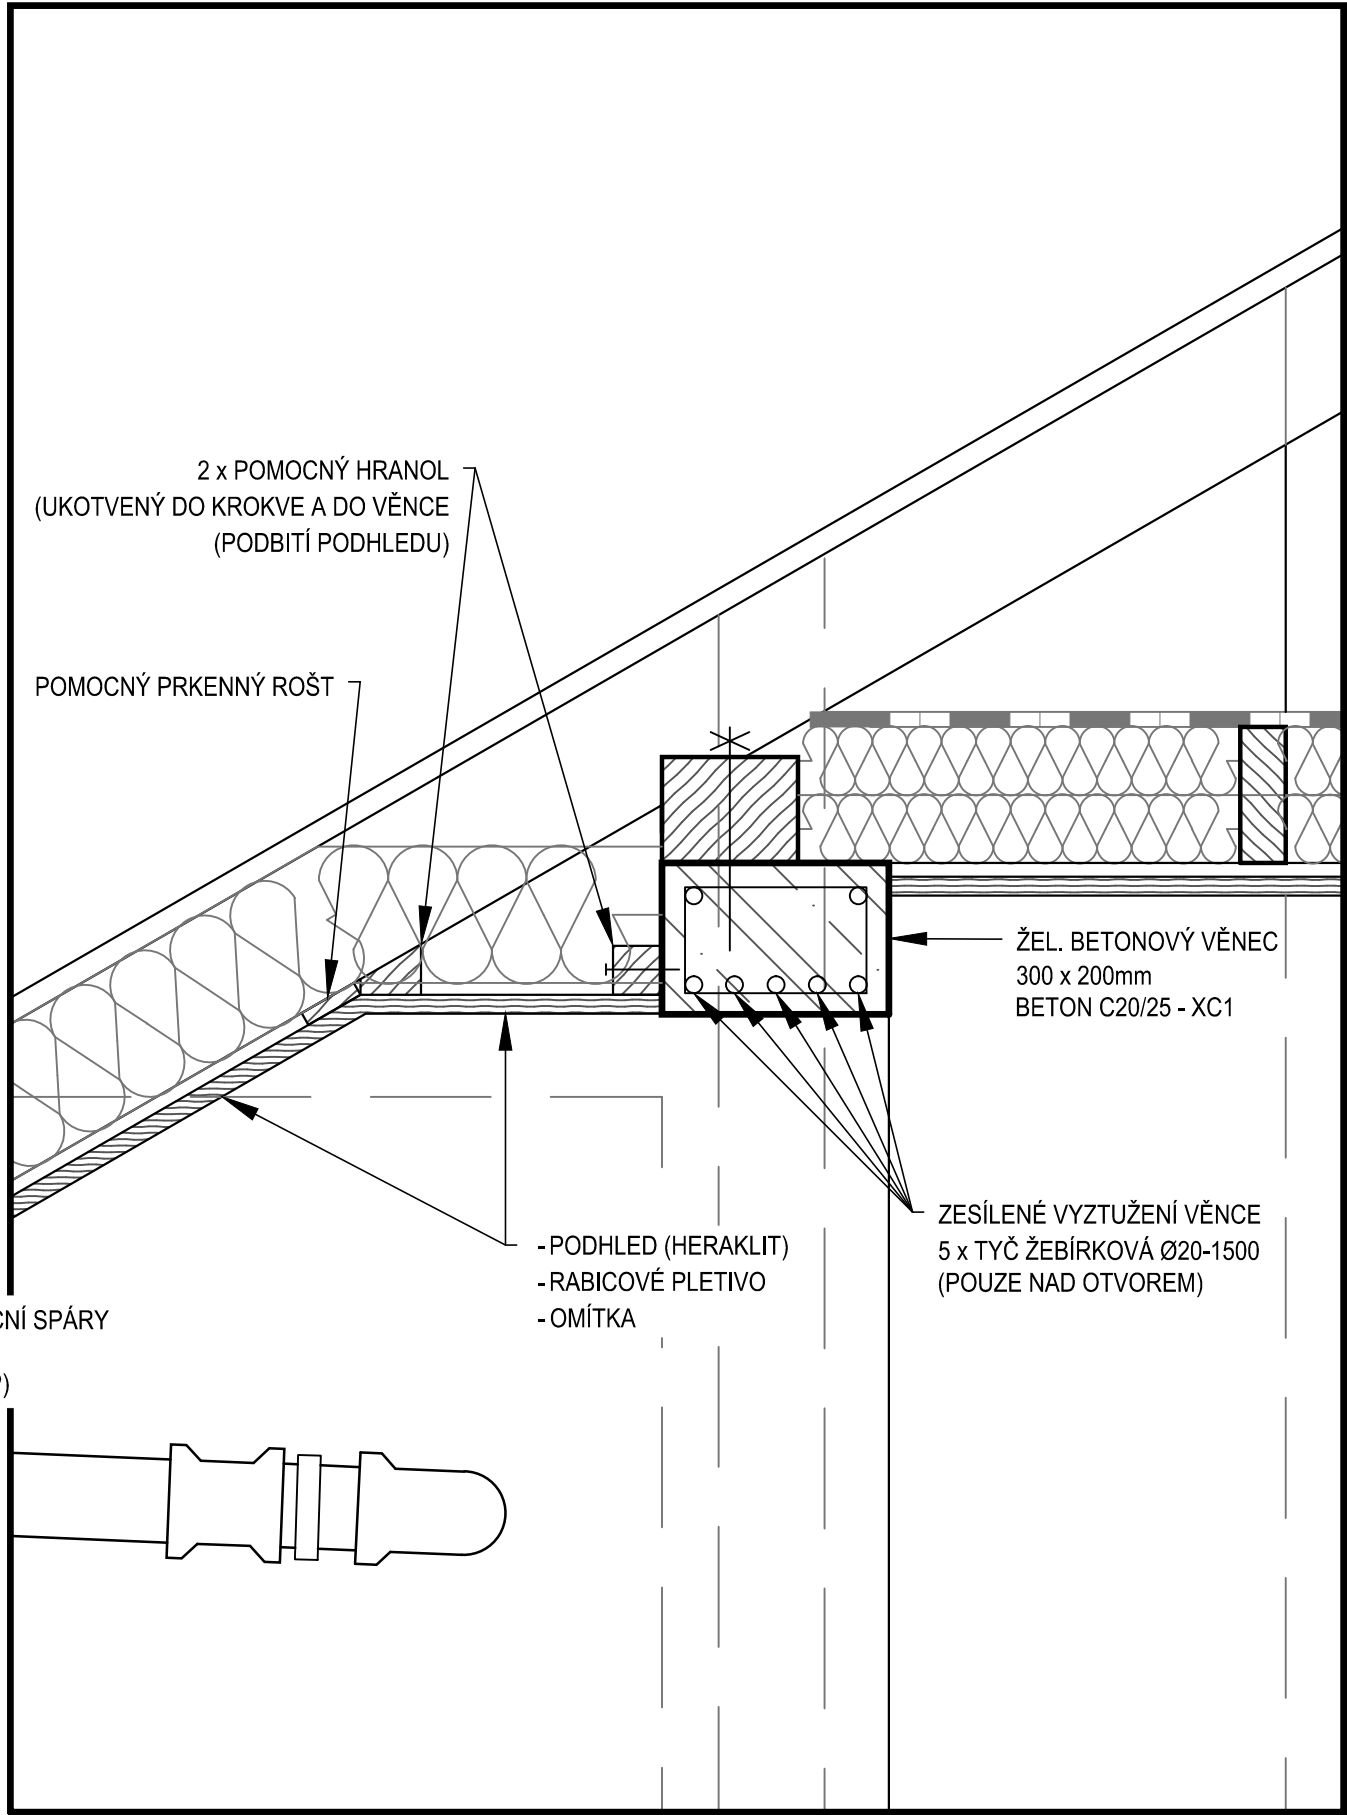 2 x POMOCNÝ HRANOL
(UKOTVENÝ DO KROKVE A DO VĚNCE
(PODBITÍ PODHLEDU)
POMOCNÝ PRKENNÝ ROŠT
ŽEL. BETONOVÝ VĚNEC
300 x 200mm
BETON C20/25 - XC1
ZESÍLENÉ VYZTUŽENÍ VĚNCE
5 x TYČ ŽEBÍRKOVÁ Ø20-1500
(POUZE NAD OTVOREM)
- PODHLED (HERAKLIT)
- RABICOVÉ PLETIVO
- OMÍTKA
SPÁRY